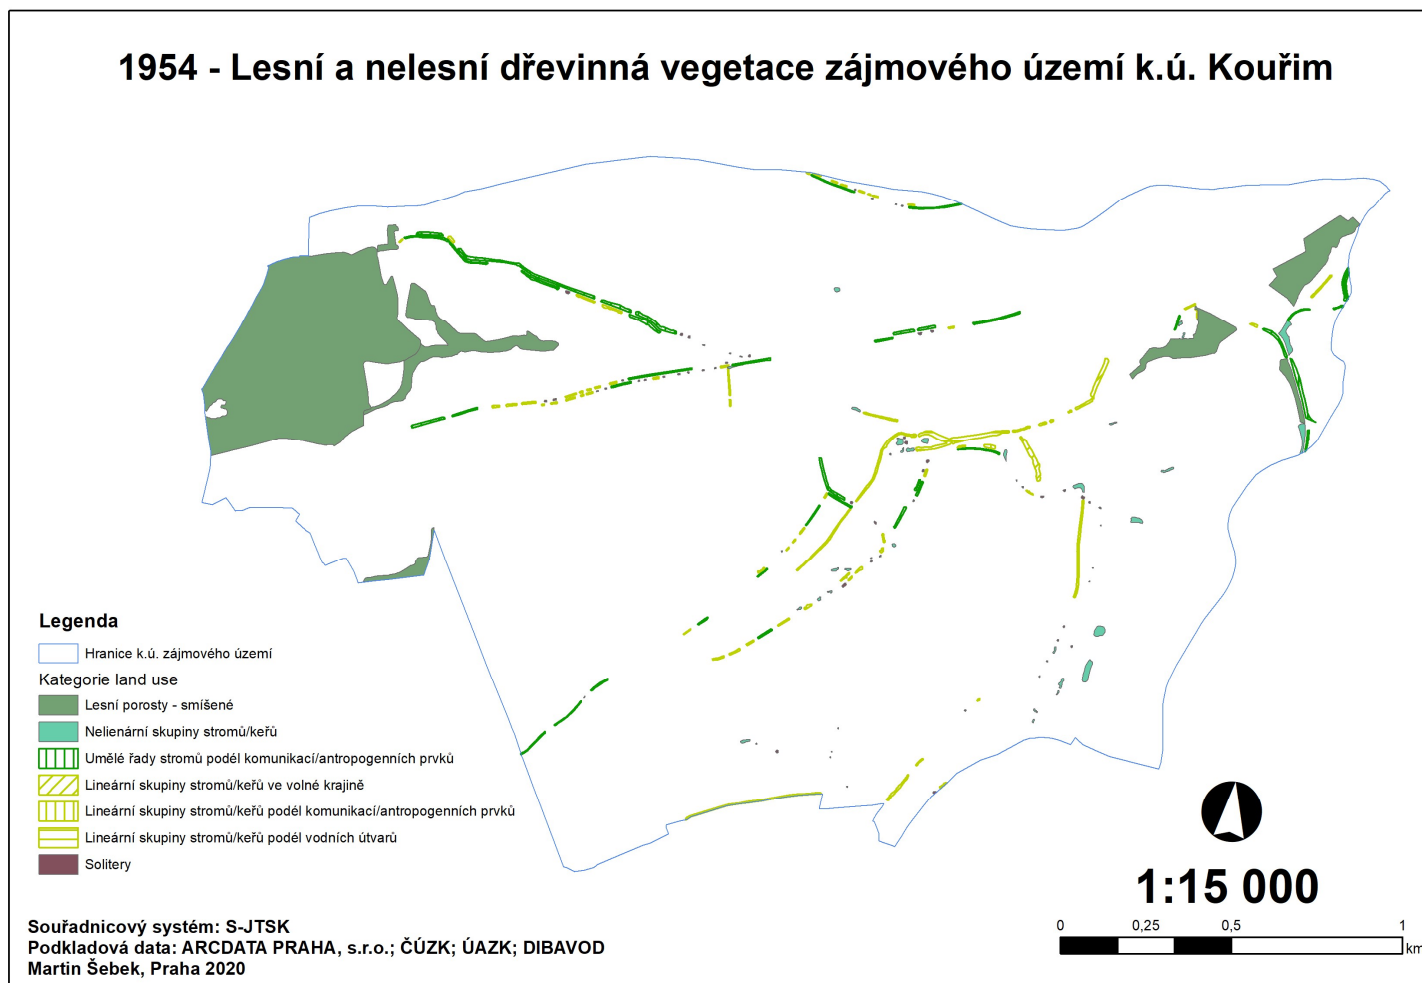 1954 - Lesní a nelesní dřevinná vegetace zájmového území k.ú. Kouřim
Legenda
Hranice k.ú. zájmového území
Kategorie land use
Lesní porosty - smíšené
Nelienární skupiny stromů/keřů
Umělé řady stromů podél komunikací/antropogenních prvků
Lineární skupiny stromů/keřů ve volné krajině
Lineární skupiny stromů/keřů podél komunikací/antropogenních prvků
Lineární skupiny stromů/keřů podél vodních útvarů
Solitery
1:15 000
0 0,25 0,5 1
km
Souřadnicový systém: S-JTSK
Podkladová data: ARCDATA PRAHA, s.r.o.; ČÚZK; ÚAZK; DIBAVOD
Martin Šebek, Praha 2020